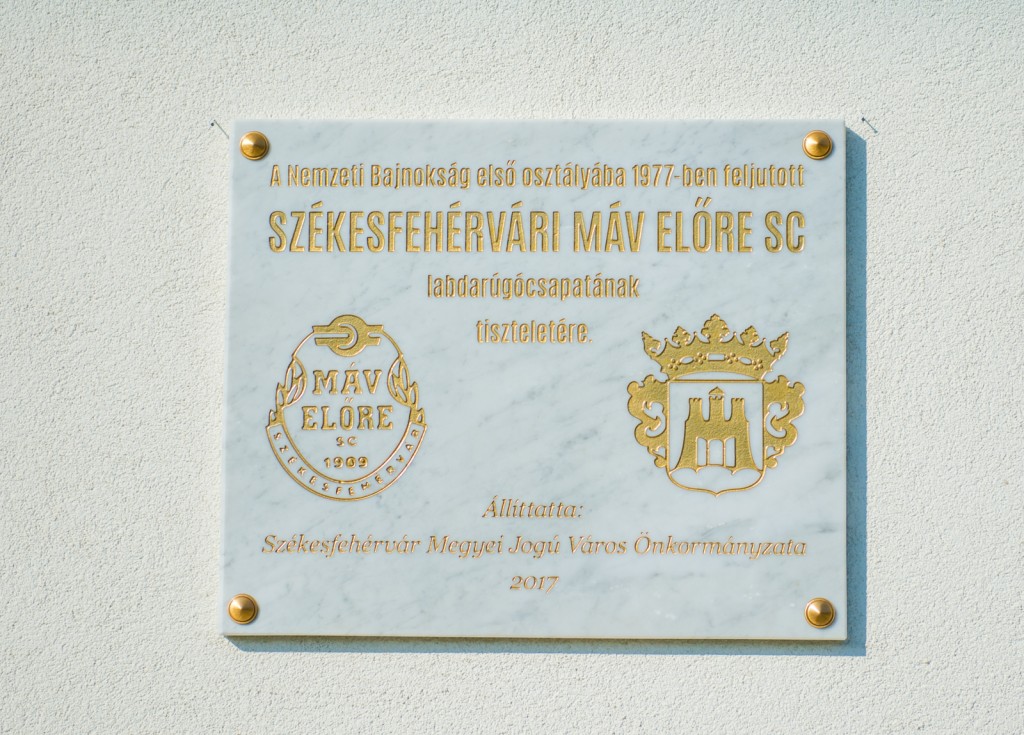 A Nemzeti Bajnokság első osztályába 1977-ben feljutott
SZÉKESFEHÉRVÁRI MÁV ELŐRE SC
labdarúgócsapatának
tiszteletére.
MÁV
ELŐRE
SC
1909
SZÉKESFEHÉRVÁR
Állíttatta:
Székesfehérvár Megyei Jogú Város Önkormányzata
2017